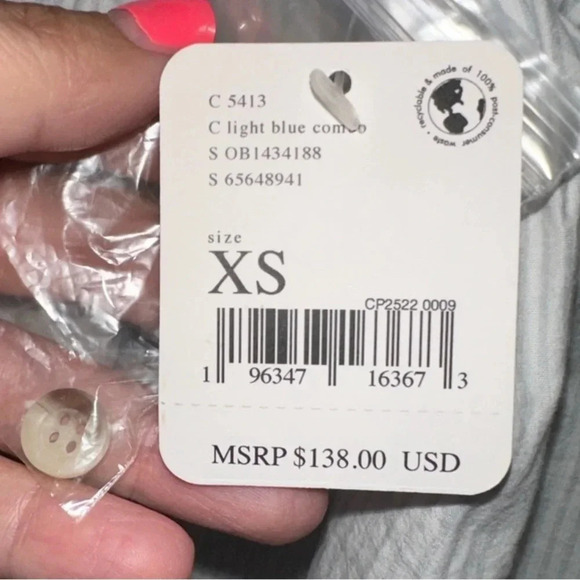 C 5413
C light blue combo
S OB1434188
S 65648941
recyclable & made of 100% post-consumer waste •
size
XS
CP2522 0009
1 96347 16367 3
MSRP $138.00 USD